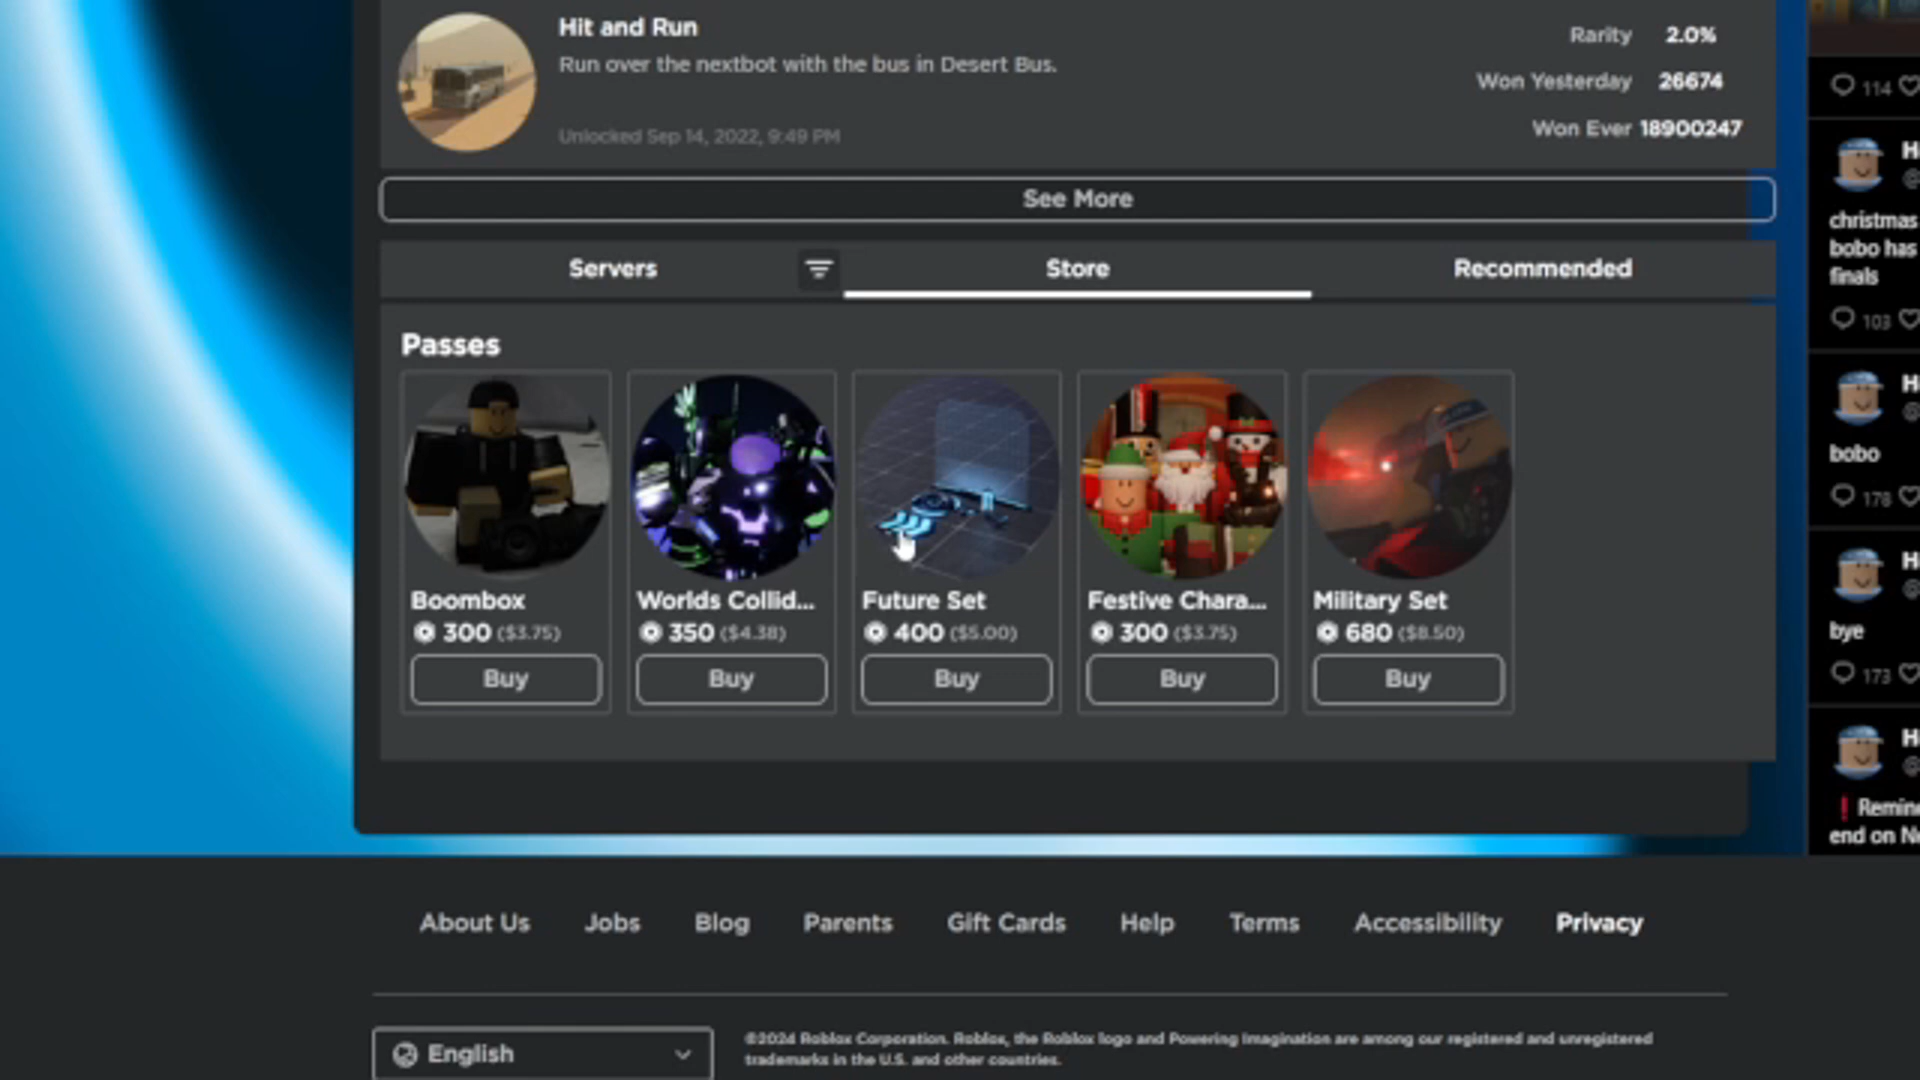 Hit and Run
Run over the nextbot with the bus in Desert Bus.
Unlocked Sep 14, 2022, 9:49 PM
Rarity 2.0%
Won Yesterday 26674
Won Ever 18900247
See More
Servers Store Recommended
Passes
Boombox
300 ($3.75)
Buy
Worlds Collid...
350 ($4.38)
Buy
Future Set
400 ($5.00)
Buy
Festive Chara...
300 ($3.75)
Buy
Military Set
680 ($8.50)
Buy
114
christmas
bobo has
finals
103
bobo
178
bye
173
❗ Remin
end on N
About Us Jobs Blog Parents Gift Cards Help Terms Accessibility Privacy
English
©2024 Roblox Corporation. Roblox, the Roblox logo and Powering Imagination are among our registered and unregistered
trademarks in the U.S. and other countries.